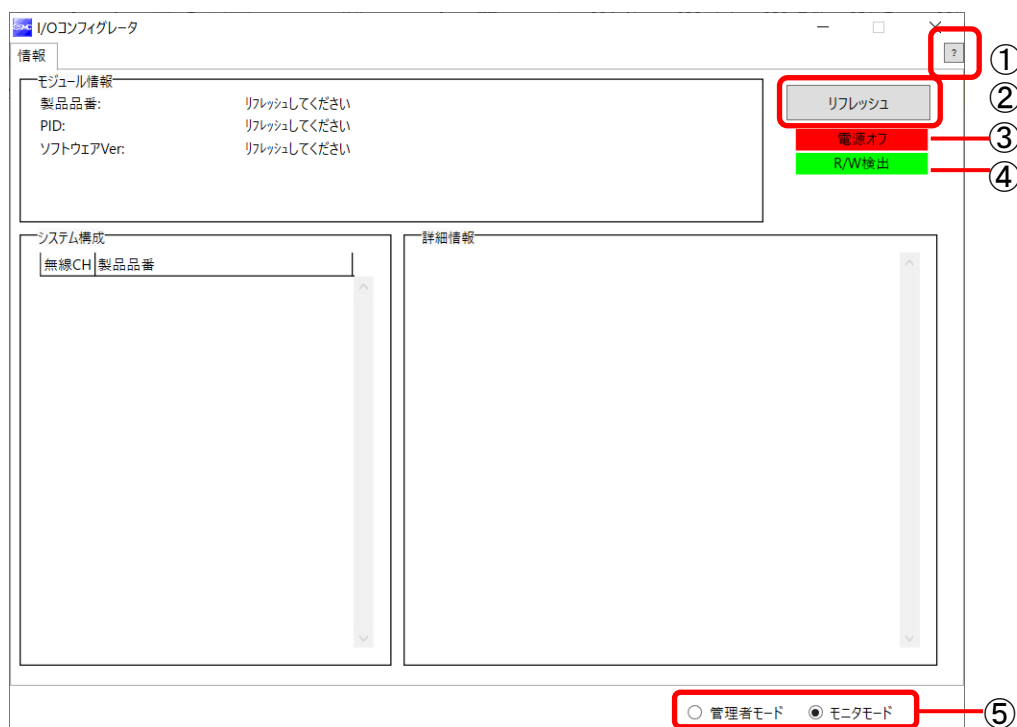 SMC I/Oコンフィグレータ
情報
? ①
モジュール情報
製品品番: リフレッシュしてください
PID: リフレッシュしてください
ソフトウェアVer: リフレッシュしてください
リフレッシュ ②
電源オフ ③
R/W検出 ④
システム構成
無線CH 製品品番
詳細情報
管理者モード モニタモード ⑤